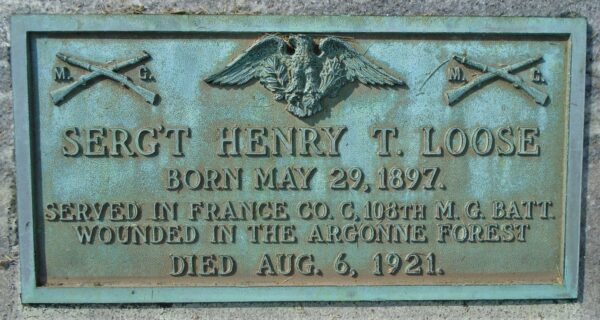 M. G. M. G.
SERG'T HENRY T. LOOSE
BORN MAY 29, 1897.
SERVED IN FRANCE CO. C, 108TH M. G. BATT.
WOUNDED IN THE ARGONNE FOREST
DIED AUG. 6, 1921.